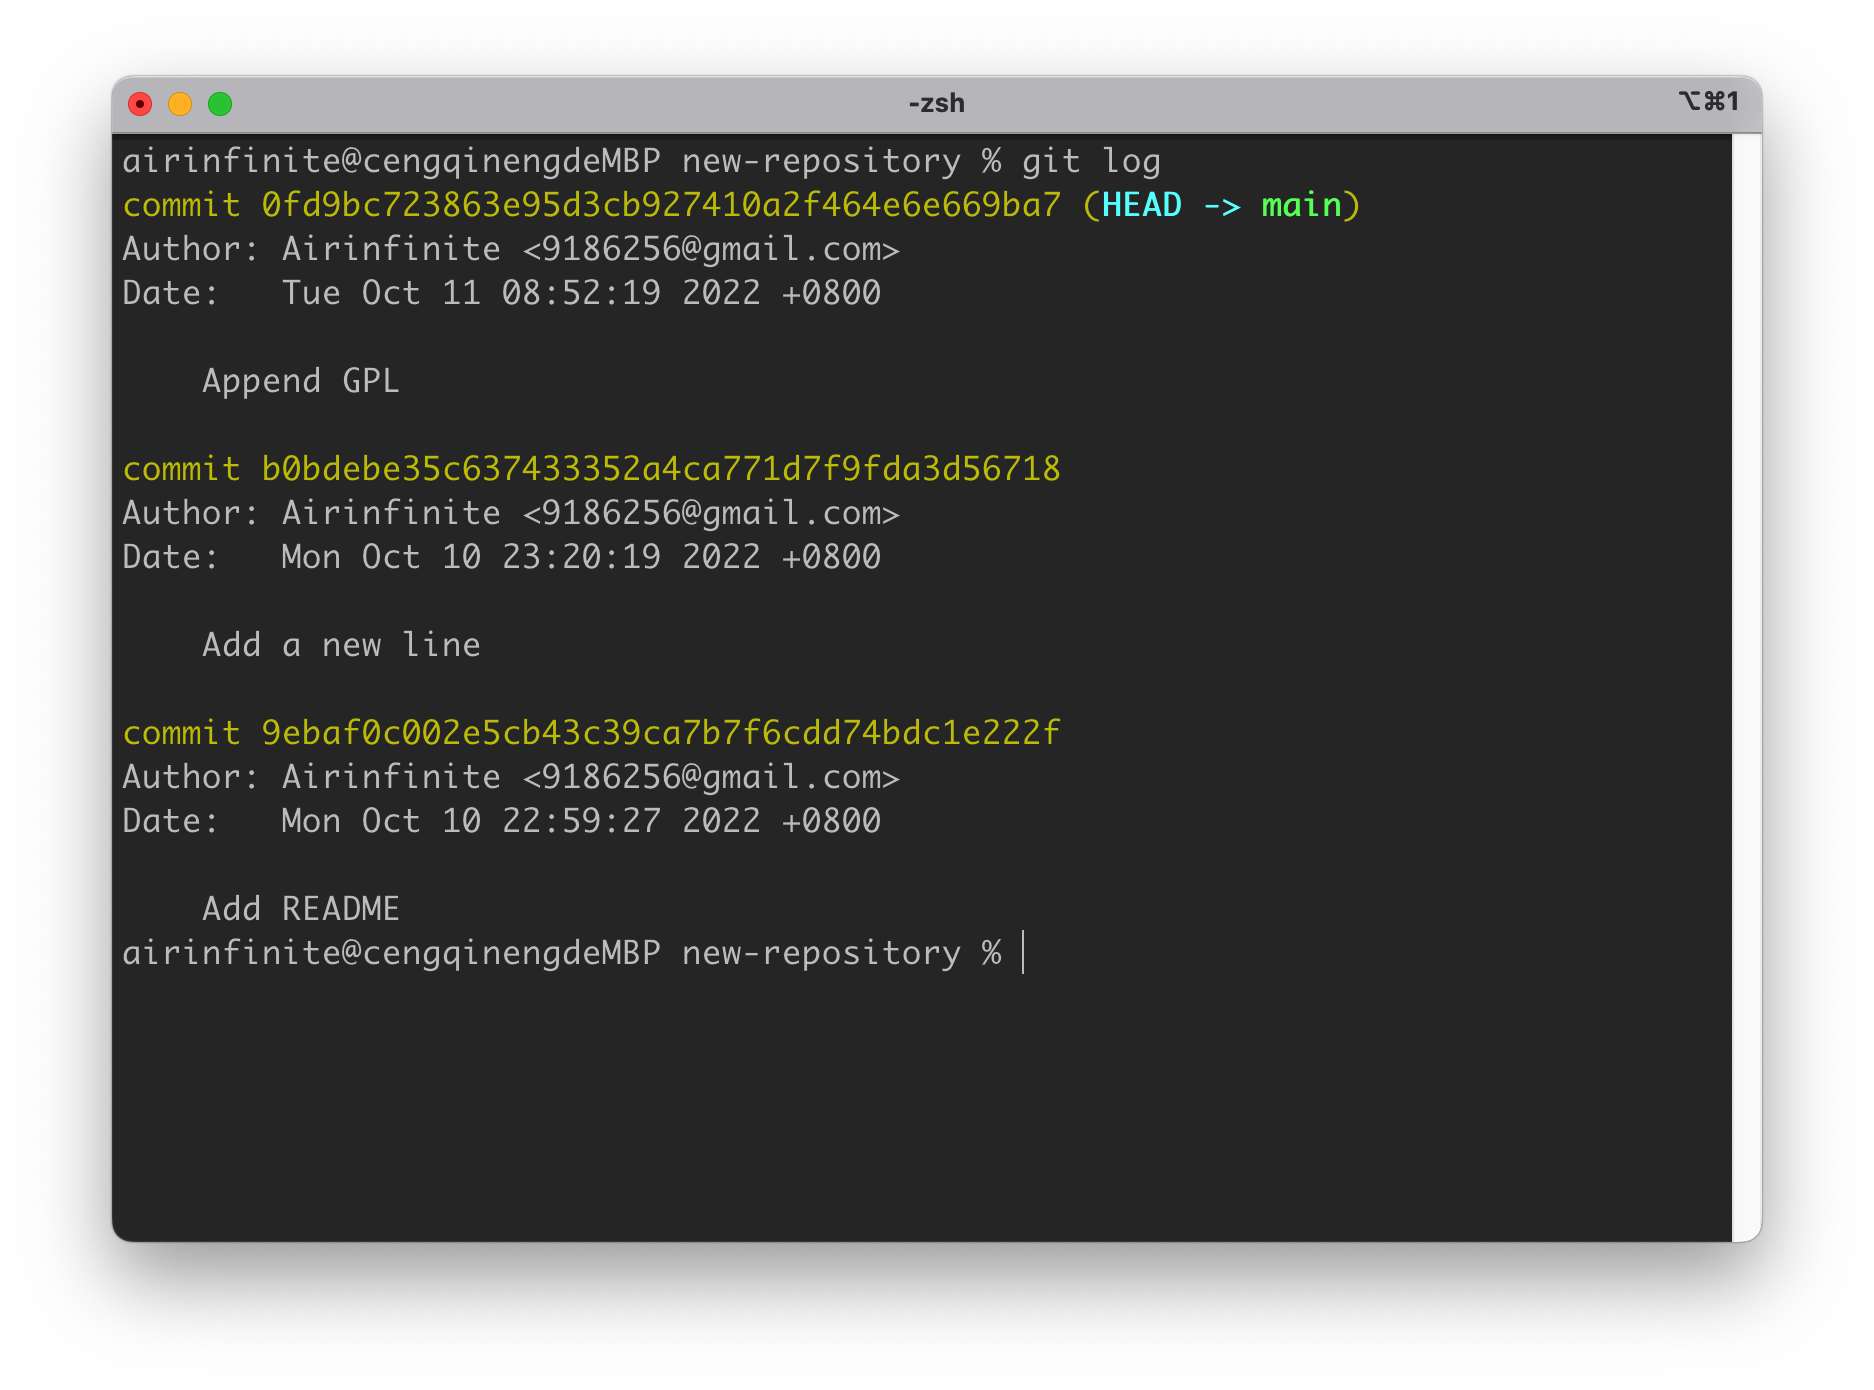 -zsh
⌥⌘1
airinfinite@cengqinengdeMBP new-repository % git log
commit 0fd9bc723863e95d3cb927410a2f464e6e669ba7 (HEAD -> main)
Author: Airinfinite <9186256@gmail.com>
Date:   Tue Oct 11 08:52:19 2022 +0800
    Append GPL
commit b0bdebe35c637433352a4ca771d7f9fda3d56718
Author: Airinfinite <9186256@gmail.com>
Date:   Mon Oct 10 23:20:19 2022 +0800
    Add a new line
commit 9ebaf0c002e5cb43c39ca7b7f6cdd74bdc1e222f
Author: Airinfinite <9186256@gmail.com>
Date:   Mon Oct 10 22:59:27 2022 +0800
    Add README
airinfinite@cengqinengdeMBP new-repository %